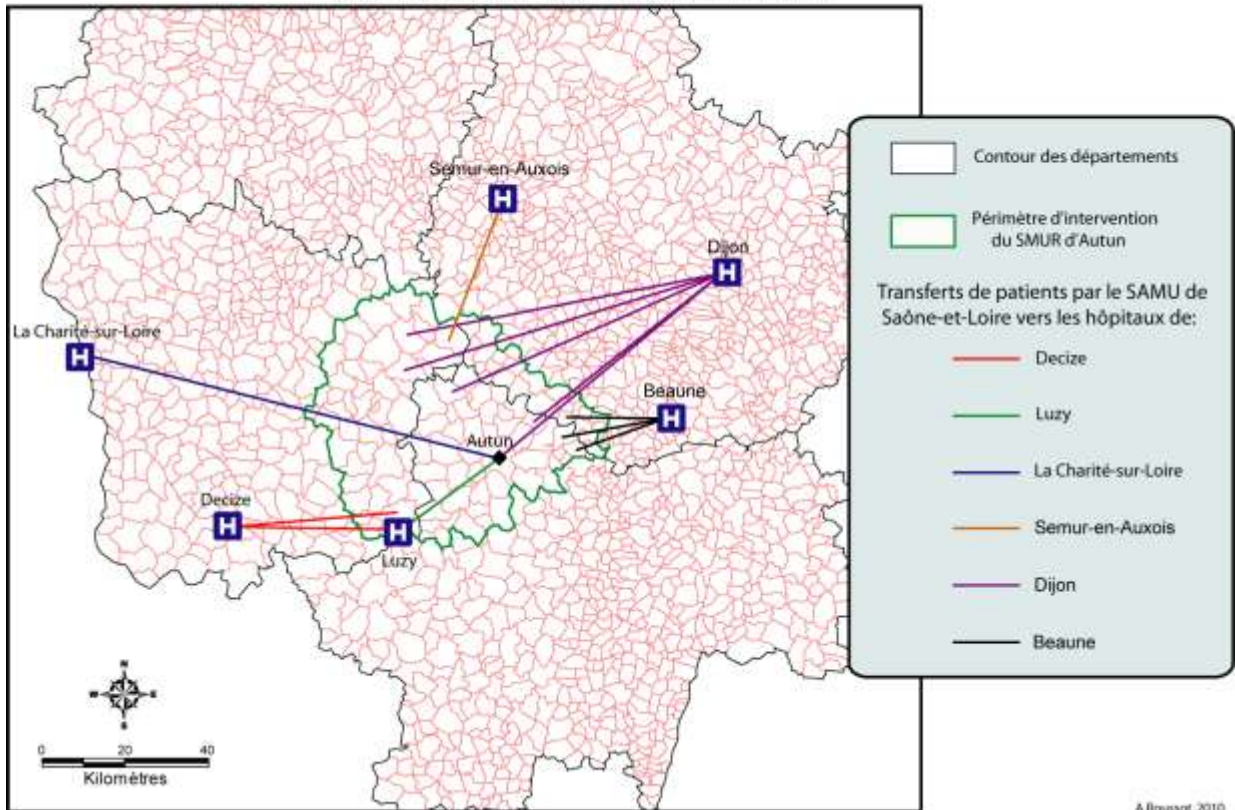 Semur-en-Auxois
H
Dijon
H
La Charité-sur-Loire
H
Beaune
H
Autun
Decize
H
H
Luzy
N
W E
S
0 20 40
Kilomètres
Contour des départements
Périmètre d'intervention
du SMUR d'Autun
Transferts de patients par le SAMU de
Saône-et-Loire vers les hôpitaux de:
Decize
Luzy
La Charité-sur-Loire
Semur-en-Auxois
Dijon
Beaune
2010